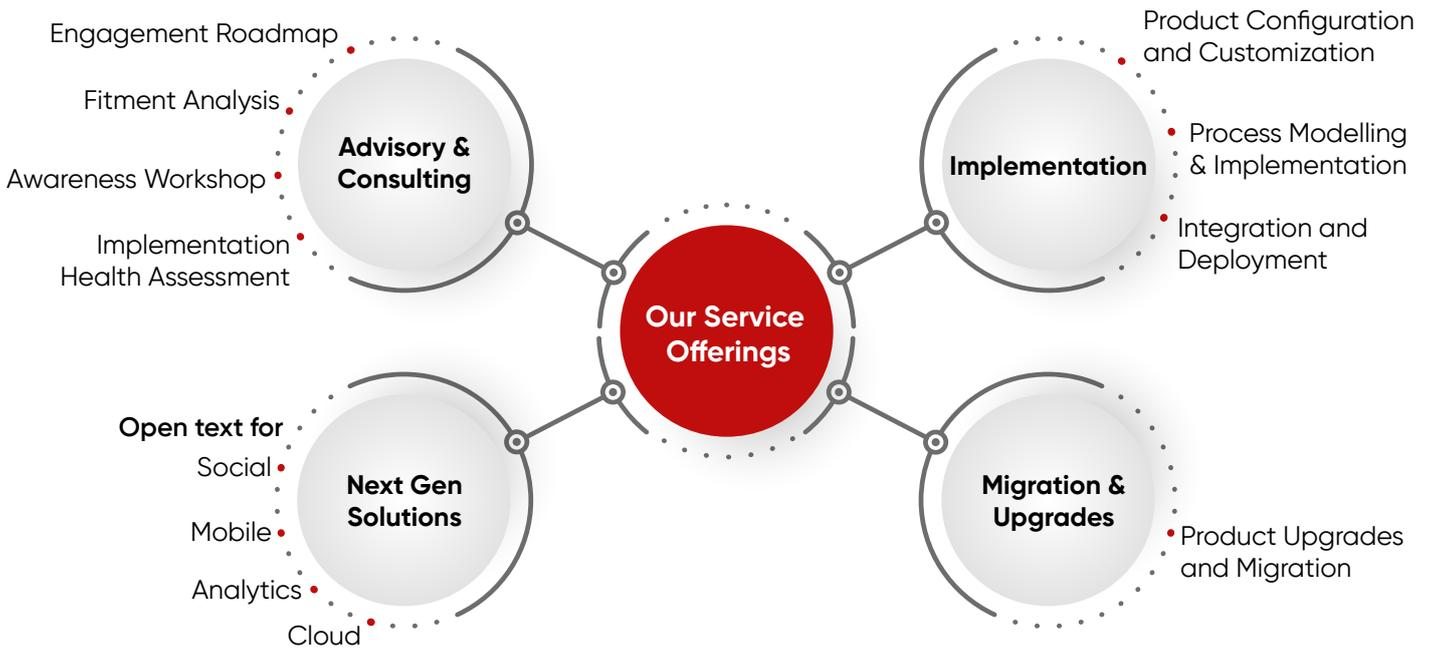 Engagement Roadmap
Fitment Analysis
Awareness Workshop
Implementation
Health Assessment
Advisory &
Consulting
Product Configuration
and Customization
Process Modelling
& Implementation
Integration and
Deployment
Implementation
Our Service
Offerings
Open text for
Social
Mobile
Analytics
Cloud
Next Gen
Solutions
Migration &
Upgrades
Product Upgrades
and Migration